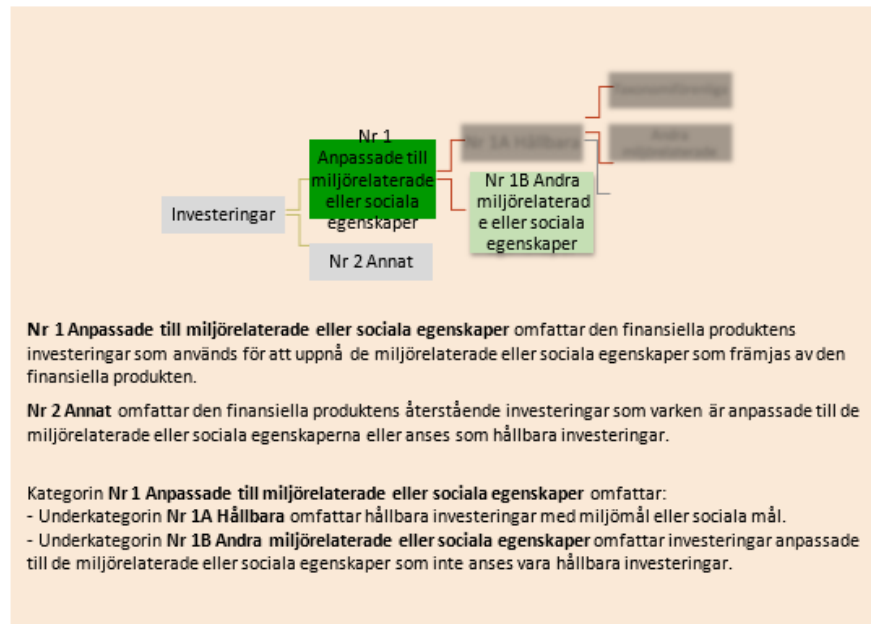 Taxonomiförenliga
Nr 1
Anpassade till
miljörelaterade
eller sociala
egenskaper
Nr 1A Hållbara
Andra
miljörelaterade
Nr 1B Andra
miljörelaterad
e eller sociala
egenskaper
Investeringar
Nr 2 Annat
Nr 1 Anpassade till miljörelaterade eller sociala egenskaper omfattar den finansiella produktens
investeringar som används för att uppnå de miljörelaterade eller sociala egenskaper som främjas av den
finansiella produkten.
Nr 2 Annat omfattar den finansiella produktens återstående investeringar som varken är anpassade till de
miljörelaterade eller sociala egenskaperna eller anses som hållbara investeringar.
Kategorin Nr 1 Anpassade till miljörelaterade eller sociala egenskaper omfattar:
- Underkategorin Nr 1A Hållbara omfattar hållbara investeringar med miljömål eller sociala mål.
- Underkategorin Nr 1B Andra miljörelaterade eller sociala egenskaper omfattar investeringar anpassade
till de miljörelaterade eller sociala egenskaper som inte anses vara hållbara investeringar.